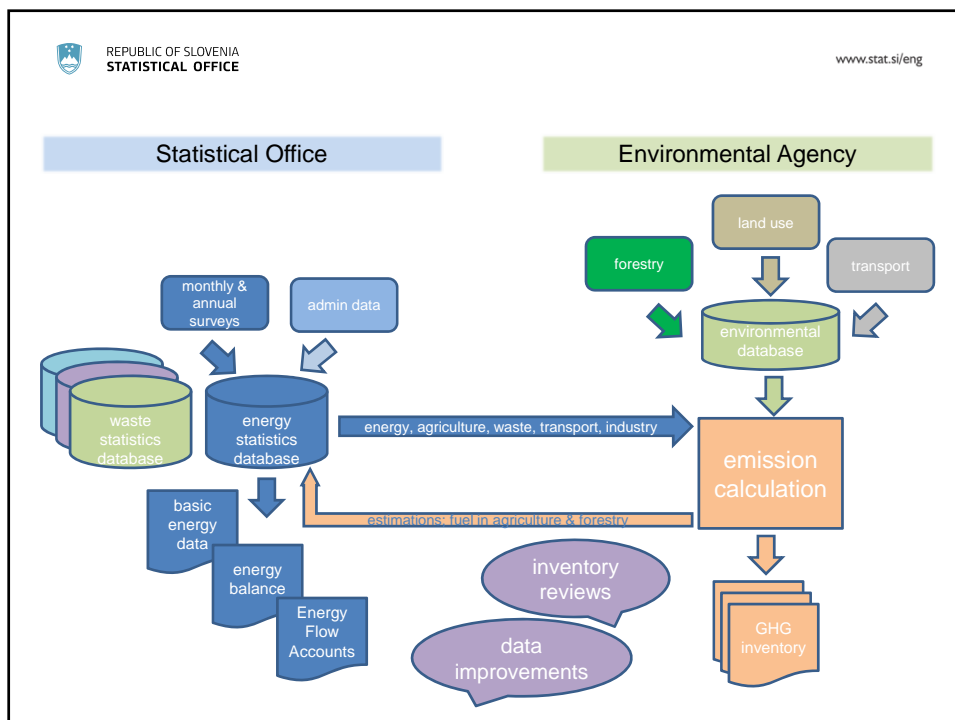 REPUBLIC OF SLOVENIA
STATISTICAL OFFICE
www.stat.si/eng
Statistical Office
Environmental Agency
land use
forestry
transport
monthly &
annual
surveys
admin data
environmental
database
waste
statistics
database
energy
statistics
database
energy, agriculture, waste, transport, industry
emission
calculation
estimations: fuel in agriculture & forestry
basic
energy
data
energy
balance
Energy
Flow
Accounts
inventory
reviews
data
improvements
GHG
inventory